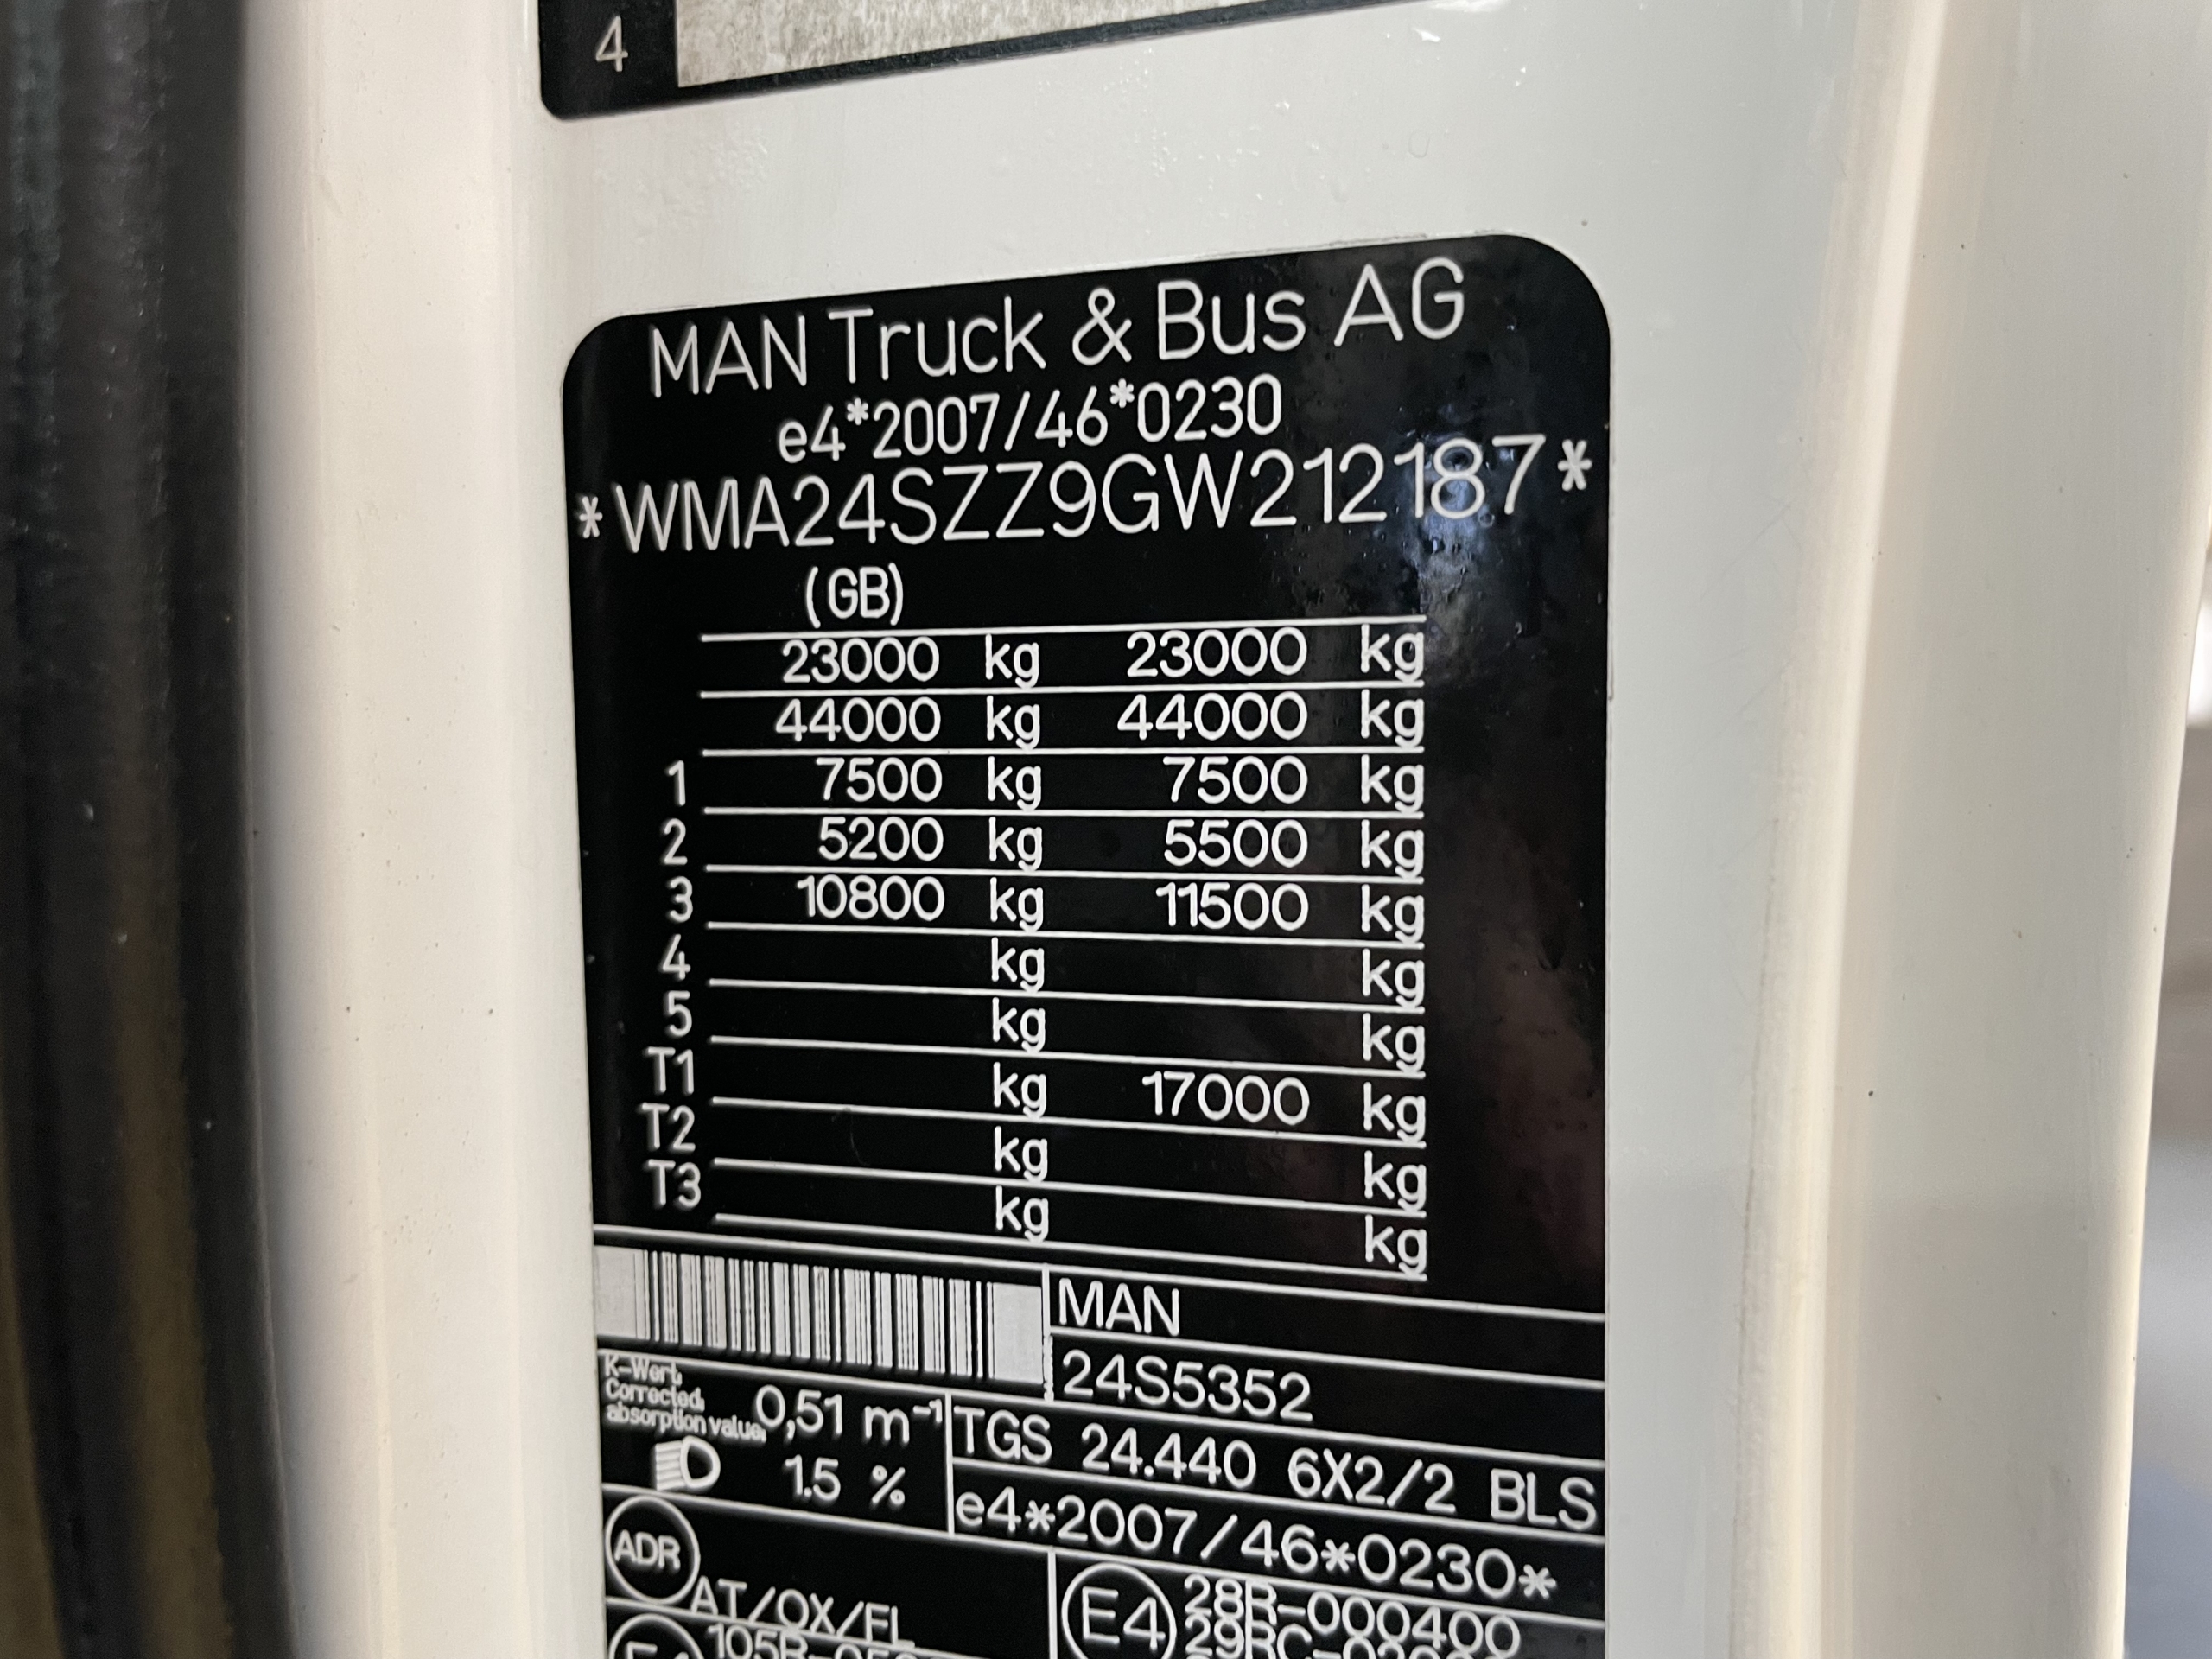 4
MAN Truck & Bus AG
e4*2007/46*0230
*WMA24SZZ9GW212187*
(GB)
23000 kg 23000 kg
44000 kg 44000 kg
1 7500 kg 7500 kg
2 5200 kg 5500 kg
3 10800 kg 11500 kg
4 kg kg
5 kg kg
T1 kg 17000 kg
T2 kg kg
T3 kg kg
MAN
24S5352
K-Wert,
Corrected,
absorption value, 0,51 m⁻¹
TGS 24.440 6X2/2 BLS
1.5 %
e4*2007/46*0230*
ADR
AT/OX/FL
E4 28R-000400